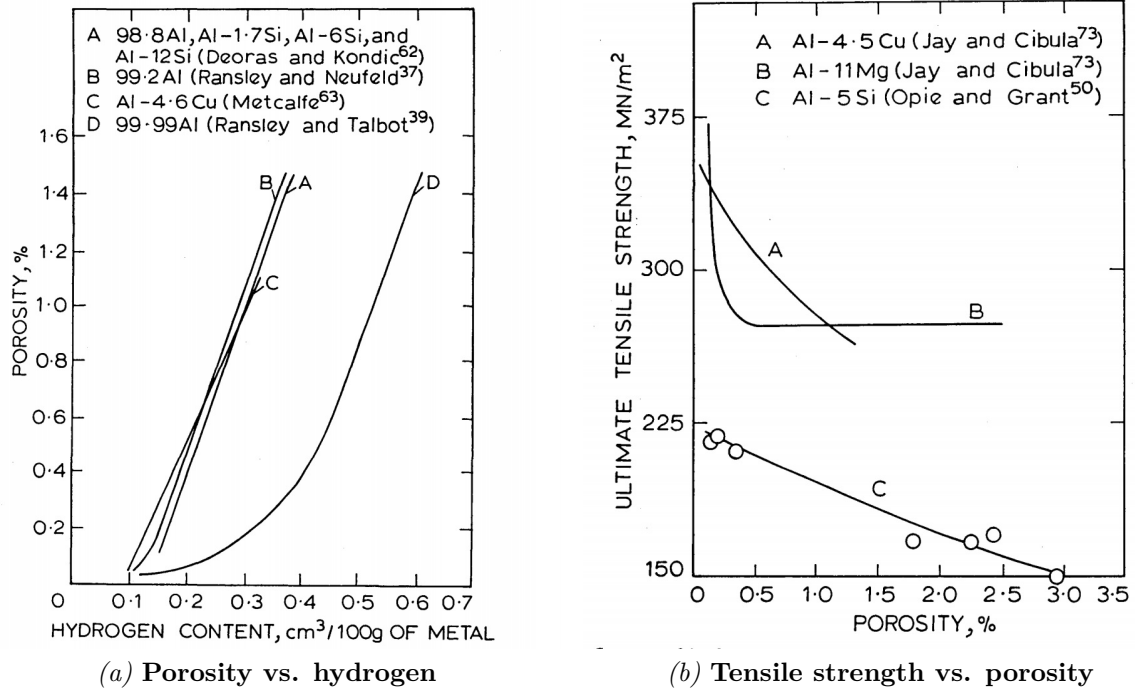 A 98·8Al, Al-1·7Si, Al-6Si, and
Al-12Si (Deoras and Kondic62)
B 99·2Al (Ransley and Neufeld37)
C Al-4·6Cu (Metcalfe63)
D 99·99Al (Ransley and Talbot39)
1·6
1·4
1·2
1·0
0·8
0·6
0·4
0·2
POROSITY, %
B
A
D
C
0 0·1 0·2 0·3 0·4 0·5 0·6 0·7
HYDROGEN CONTENT, cm3/100g OF METAL
(a) Porosity vs. hydrogen
A Al-4·5Cu (Jay and Cibula73)
B Al-11Mg (Jay and Cibula73)
C Al-5Si (Opie and Grant50)
375
300
225
150
ULTIMATE TENSILE STRENGTH, MN/m2
A
B
C
0 0·5 1·0 1·5 2·0 2·5 3·0 3·5
POROSITY, %
(b) Tensile strength vs. porosity